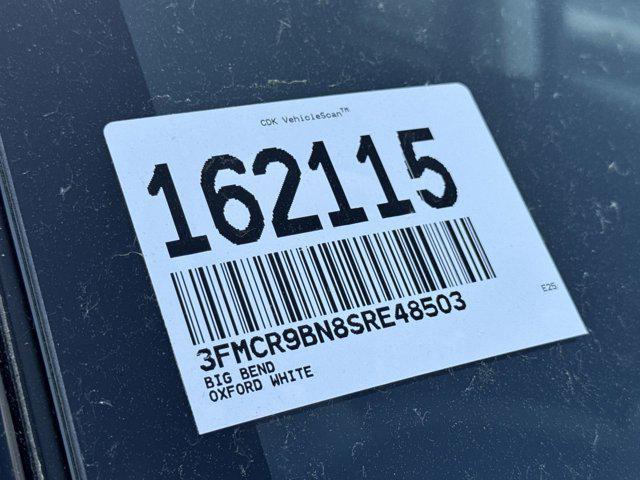 CDK VehicleScan™
162115
3FMCR9BN8SRE48503
BIG BEND
OXFORD WHITE
E25